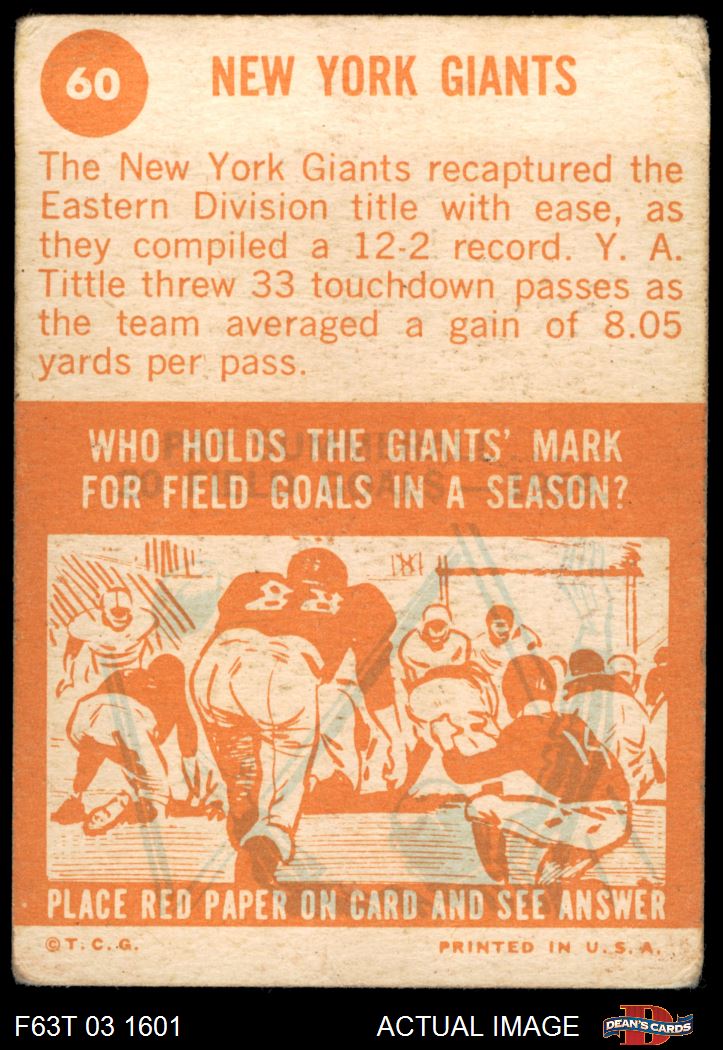 60
NEW YORK GIANTS
The New York Giants recaptured the
Eastern Division title with ease, as
they compiled a 12-2 record. Y. A.
Tittle threw 33 touchdown passes as
the team averaged a gain of 8.05
yards per pass.
WHO HOLDS THE GIANTS' MARK
FOR FIELD GOALS IN A SEASON?
PLACE RED PAPER ON CARD AND SEE ANSWER
©T.C.G.
PRINTED IN U.S.A.
F63T 03 1601
ACTUAL IMAGE
D
DEAN'S CARDS